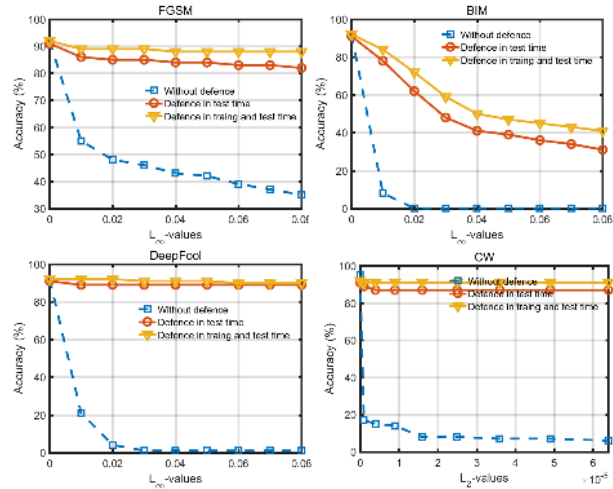 FGSM
100
90
80
70
60
50
40
30
0
0.02
0.04
0.06
0.08
Accuracy (%)
L∞-values
Without defence
Defence in test time
Defence in traing and test time
BIM
100
80
60
40
20
0
0
0.02
0.04
0.06
0.08
Accuracy (%)
L∞-values
Without defence
Defence in test time
Defence in traing and test time
DeepFool
100
80
60
40
20
0
0
0.02
0.04
0.06
0.08
Accuracy (%)
L∞-values
Without defence
Defence in test time
Defence in traing and test time
CW
100
80
60
40
20
0
0
1
2
3
4
5
6
×10⁻⁵
Accuracy (%)
L2-values
Without defence
Defence in test time
Defence in traing and test time